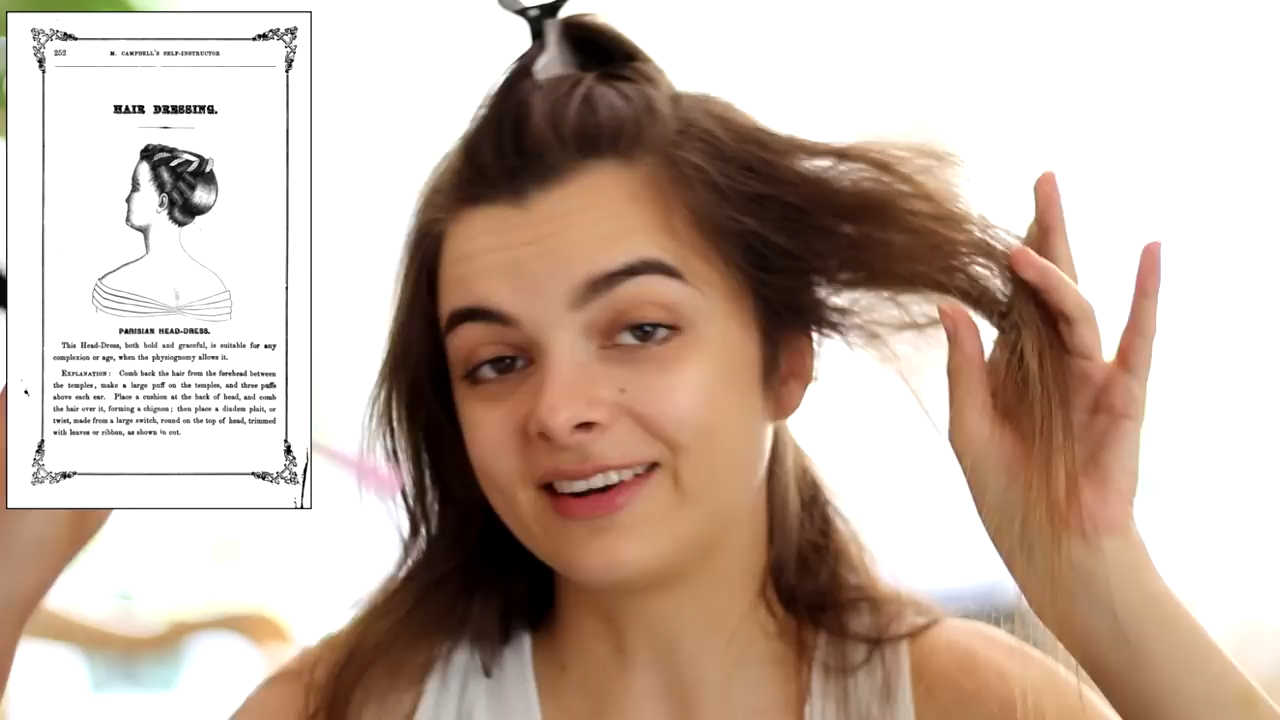 252 M. CAMPBELL'S SELF-INSTRUCTOR
HAIR DRESSING.
PARISIAN HEAD-DRESS.
This Head-Dress, both bold and graceful, is suitable for any
complexion or age, when the physiognomy allows it.
EXPLANATION: Comb back the hair from the forehead between
the temples, make a large puff on the temples, and three puffs
above each ear. Place a cushion at the back of head, and comb
the hair over it, forming a chignon; then place a diadem plait, or
twist, made from a large switch, round on the top of head, trimmed
with leaves or ribbon, as shown in cut.